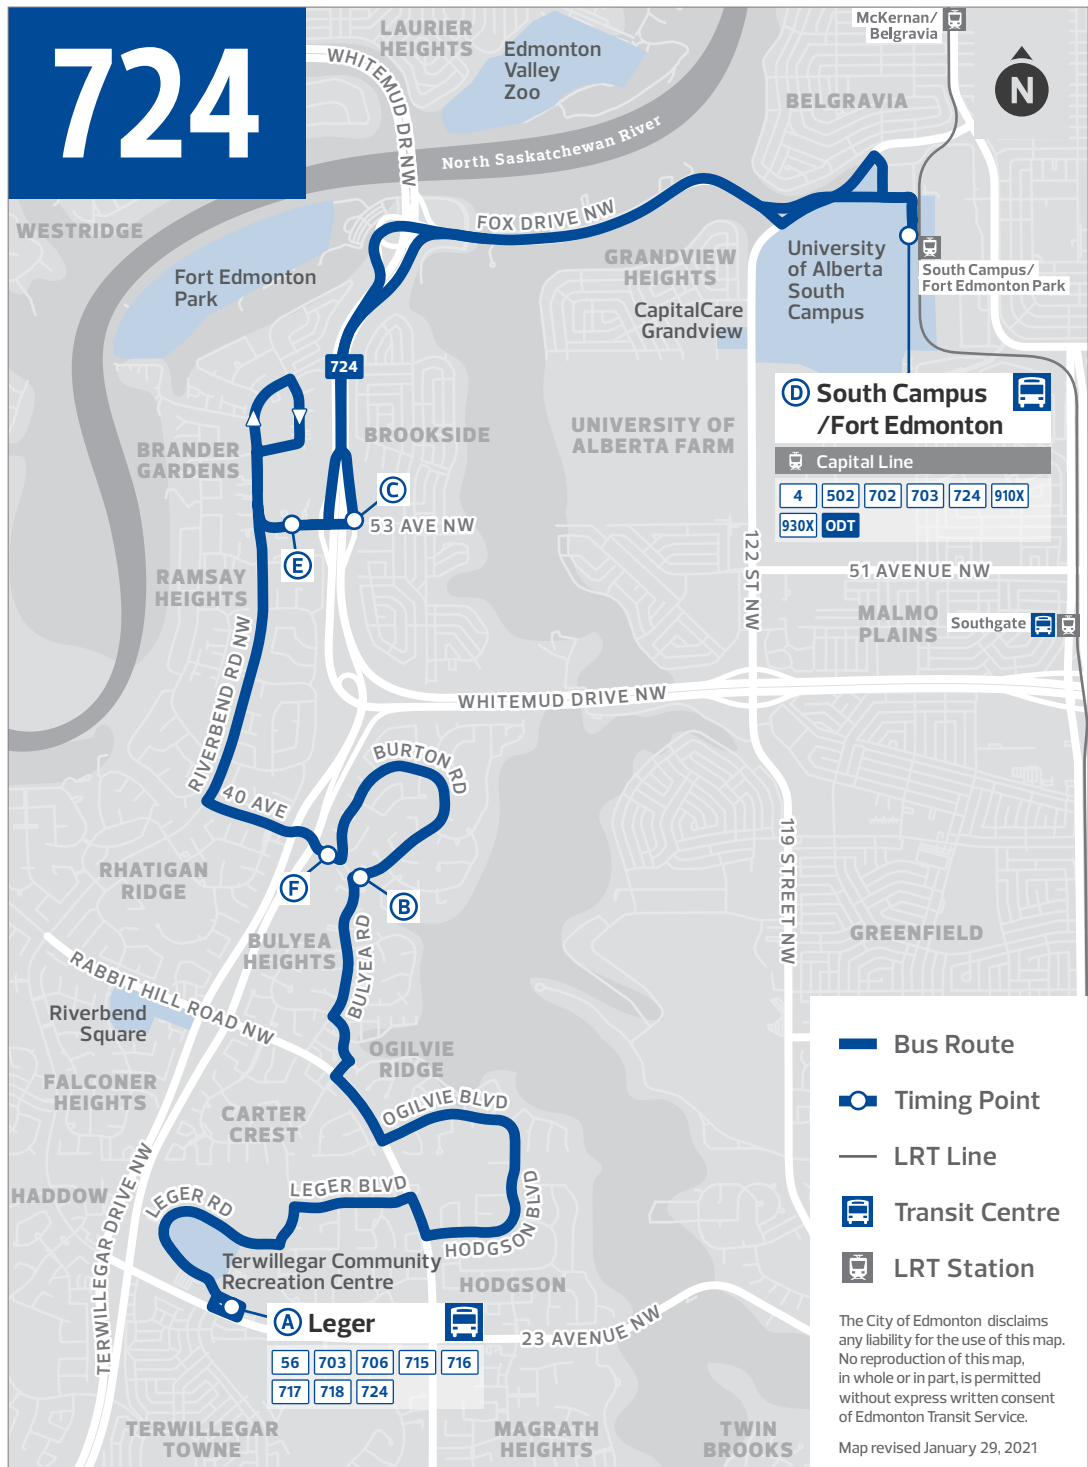 724
LAURIER
HEIGHTS
Edmonton
Valley
Zoo
WHITEMUD DR NW
McKernan/
Belgravia
N
BELGRAVIA
North Saskatchewan River
WESTRIDGE
FOX DRIVE NW
Fort Edmonton
Park
GRANDVIEW
HEIGHTS
University
of Alberta
South
Campus
South Campus/
Fort Edmonton Park
CapitalCare
Grandview
724
D South Campus
/Fort Edmonton
Capital Line
4 502 702 703 724 910X
930X ODT
BRANDER
GARDENS
BROOKSIDE
UNIVERSITY OF
ALBERTA FARM
C
53 AVE NW
E
122 ST NW
51 AVENUE NW
RAMSAY
HEIGHTS
MALMO
PLAINS
Southgate
RIVERBEND RD NW
WHITEMUD DRIVE NW
BURTON RD
40 AVE
119 STREET NW
RHATIGAN
RIDGE
F
B
BULYEA
HEIGHTS
BULYEA RD
GREENFIELD
RABBIT HILL ROAD NW
Riverbend
Square
OGILVIE
RIDGE
FALCONER
HEIGHTS
CARTER
CREST
OGILVIE BLVD
HADDOW
LEGER RD
LEGER BLVD
HODGSON BLVD
TERWILLEGAR DRIVE NW
Terwillegar Community
Recreation Centre
HODGSON
A Leger
56 703 706 715 716
717 718 724
23 AVENUE NW
TERWILLEGAR
TOWNE
MAGRATH
HEIGHTS
TWIN
BROOKS
Bus Route
Timing Point
LRT Line
Transit Centre
LRT Station
The City of Edmonton disclaims
any liability for the use of this map.
No reproduction of this map,
in whole or in part, is permitted
without express written consent
of Edmonton Transit Service.
Map revised January 29, 2021